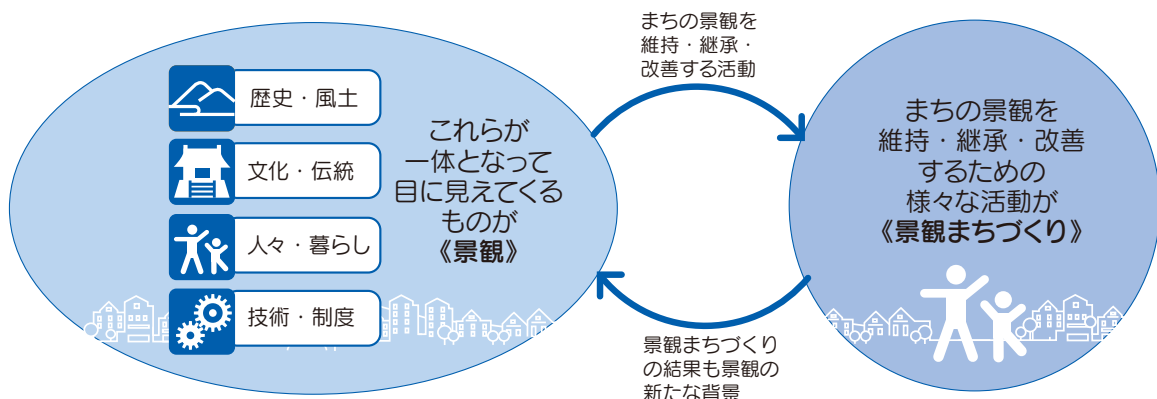 歴史・風土
文化・伝統
人々・暮らし
技術・制度
これらが
一体となって
目に見えてくる
ものが
《景観》
まちの景観を
維持・継承・
改善する活動
まちの景観を
維持・継承・改善
するための
様々な活動が
《景観まちづくり》
景観まちづくり
の結果も景観の
新たな背景